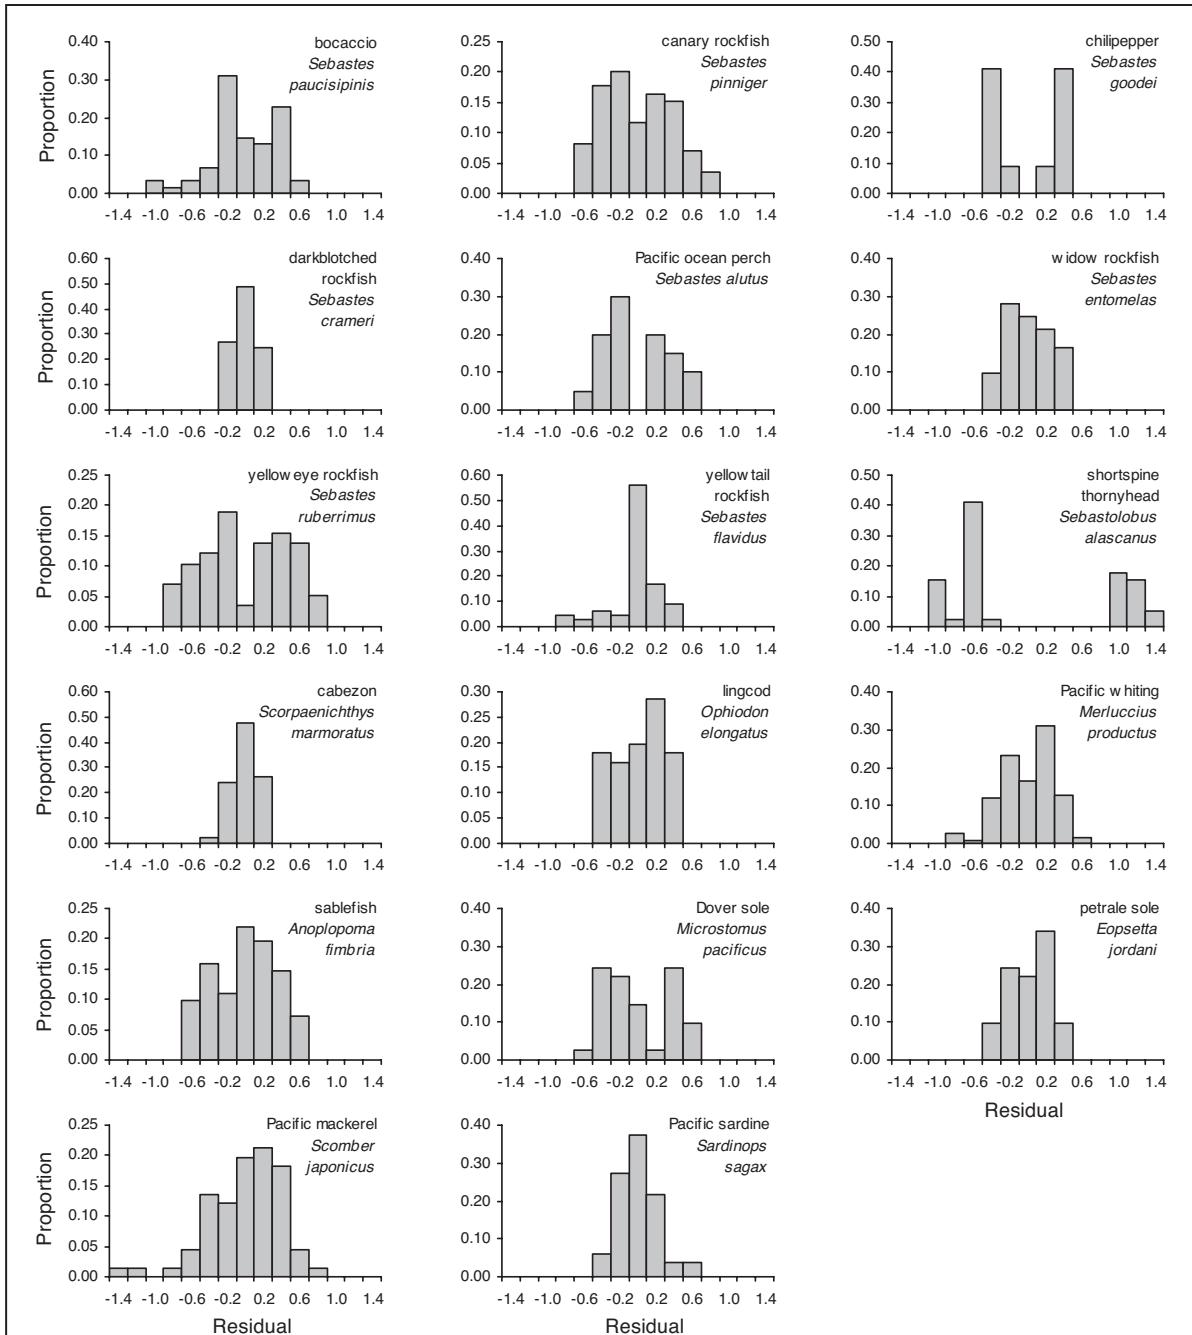 0.40
0.30
0.20
0.10
0.00
Proportion
bocaccio
Sebastes
paucisipinis
-1.4 -1.0 -0.6 -0.2 0.2 0.6 1.0 1.4
0.25
0.20
0.15
0.10
0.05
0.00
canary rockfish
Sebastes
pinniger
-1.4 -1.0 -0.6 -0.2 0.2 0.6 1.0 1.4
0.50
0.40
0.30
0.20
0.10
0.00
chilipepper
Sebastes
goodei
-1.4 -1.0 -0.6 -0.2 0.2 0.6 1.0 1.4
0.60
0.50
0.40
0.30
0.20
0.10
0.00
Proportion
darkblotched
rockfish
Sebastes
crameri
-1.4 -1.0 -0.6 -0.2 0.2 0.6 1.0 1.4
0.40
0.30
0.20
0.10
0.00
Pacific ocean perch
Sebastes alutus
-1.4 -1.0 -0.6 -0.2 0.2 0.6 1.0 1.4
0.40
0.30
0.20
0.10
0.00
widow rockfish
Sebastes
entomelas
-1.4 -1.0 -0.6 -0.2 0.2 0.6 1.0 1.4
0.25
0.20
0.15
0.10
0.05
0.00
Proportion
yelloweye rockfish
Sebastes
ruberrimus
-1.4 -1.0 -0.6 -0.2 0.2 0.6 1.0 1.4
0.60
0.50
0.40
0.30
0.20
0.10
0.00
yellowtail
rockfish
Sebastes
flavidus
-1.4 -1.0 -0.6 -0.2 0.2 0.6 1.0 1.4
0.50
0.40
0.30
0.20
0.10
0.00
shortspine
thornyhead
Sebastolobus
alascanus
-1.4 -1.0 -0.6 -0.2 0.2 0.6 1.0 1.4
0.60
0.50
0.40
0.30
0.20
0.10
0.00
Proportion
cabezon
Scorpaenichthys
marmoratus
-1.4 -1.0 -0.6 -0.2 0.2 0.6 1.0 1.4
0.30
0.25
0.20
0.15
0.10
0.05
0.00
lingcod
Ophiodon
elongatus
-1.4 -1.0 -0.6 -0.2 0.2 0.6 1.0 1.4
0.40
0.30
0.20
0.10
0.00
Pacific whiting
Merluccius
productus
-1.4 -1.0 -0.6 -0.2 0.2 0.6 1.0 1.4
0.25
0.20
0.15
0.10
0.05
0.00
Proportion
sablefish
Anoplopoma
fimbria
-1.4 -1.0 -0.6 -0.2 0.2 0.6 1.0 1.4
0.40
0.30
0.20
0.10
0.00
Dover sole
Microstomus
pacificus
-1.4 -1.0 -0.6 -0.2 0.2 0.6 1.0 1.4
0.40
0.30
0.20
0.10
0.00
petrale sole
Eopsetta
jordani
-1.4 -1.0 -0.6 -0.2 0.2 0.6 1.0 1.4
Residual
0.25
0.20
0.15
0.10
0.05
0.00
Proportion
Pacific mackerel
Scomber
japonicus
-1.4 -1.0 -0.6 -0.2 0.2 0.6 1.0 1.4
Residual
0.40
0.30
0.20
0.10
0.00
Pacific sardine
Sardinops
sagax
-1.4 -1.0 -0.6 -0.2 0.2 0.6 1.0 1.4
Residual